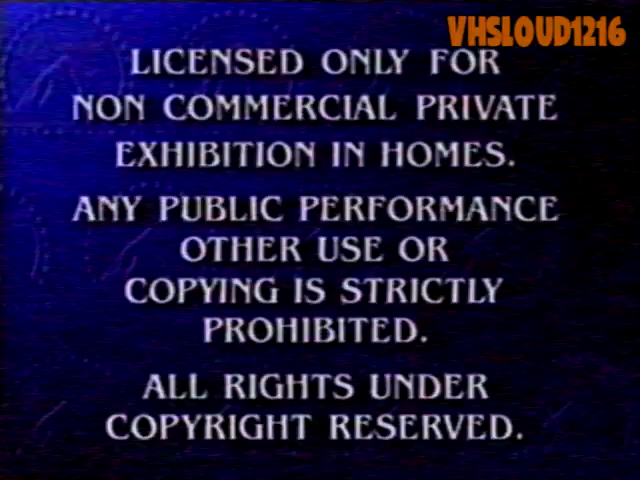 VHSLOUD1216
LICENSED ONLY FOR
NON COMMERCIAL PRIVATE
EXHIBITION IN HOMES.
ANY PUBLIC PERFORMANCE
OTHER USE OR
COPYING IS STRICTLY
PROHIBITED.
ALL RIGHTS UNDER
COPYRIGHT RESERVED.